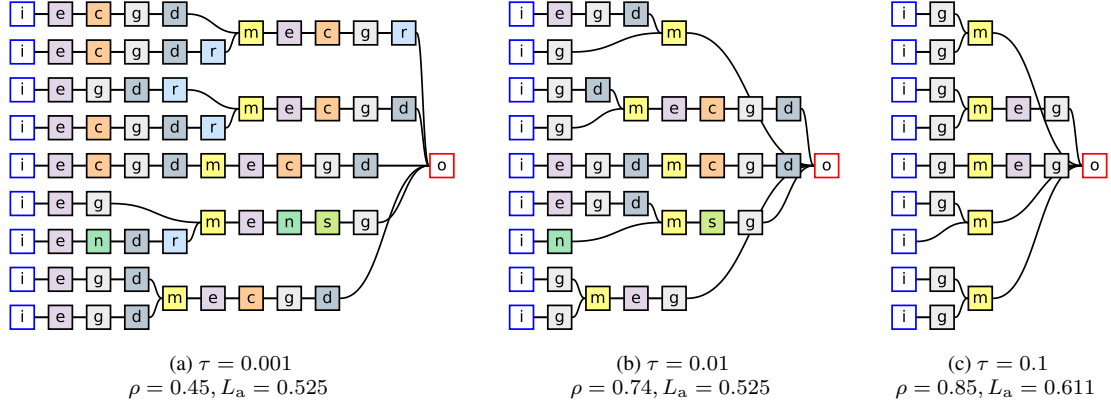 i e c g d
m e c g r
i e c g d r
i e g d r
m e c g d
i e c g d r
i e c g d m e c g d
o
i e g
m e n s g
i e n d r
i e g d
m e c g d
i e g d
(a) τ = 0.001
ρ = 0.45, Lₐ = 0.525
i e g d
m
i g
i g d
m e c g d
i g
i e g d m c g d
o
i e g d
m s g
i n
i g
m e g
i g
(b) τ = 0.01
ρ = 0.74, Lₐ = 0.525
i g
m
i g
i g
m e g
i g
i g m e g
o
i g
m
i
i g
m
i g
(c) τ = 0.1
ρ = 0.85, Lₐ = 0.611